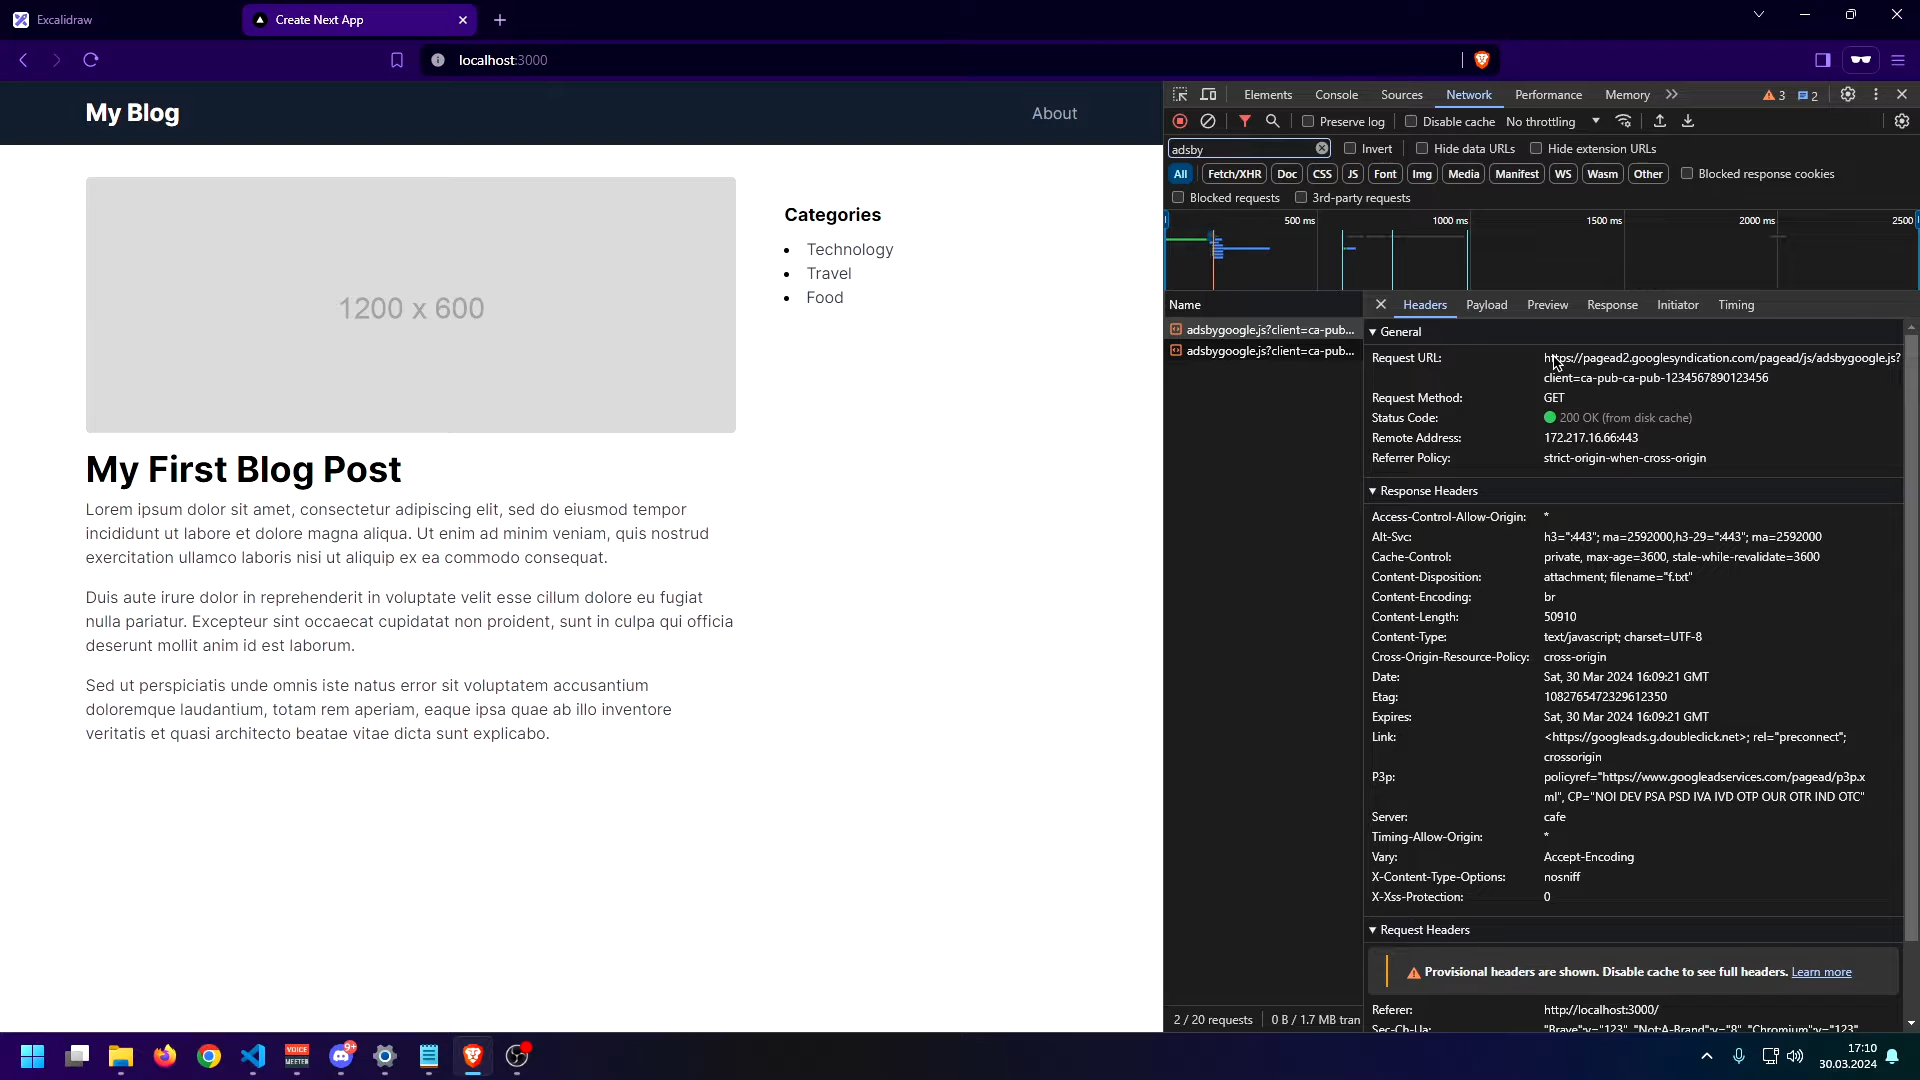 Excalidraw
Create Next App
localhost:3000
My Blog
About
1200 x 600
Categories
Technology
Travel
Food
My First Blog Post
Lorem ipsum dolor sit amet, consectetur adipiscing elit, sed do eiusmod tempor
incididunt ut labore et dolore magna aliqua. Ut enim ad minim veniam, quis nostrud
exercitation ullamco laboris nisi ut aliquip ex ea commodo consequat.
Duis aute irure dolor in reprehenderit in voluptate velit esse cillum dolore eu fugiat
nulla pariatur. Excepteur sint occaecat cupidatat non proident, sunt in culpa qui officia
deserunt mollit anim id est laborum.
Sed ut perspiciatis unde omnis iste natus error sit voluptatem accusantium
doloremque laudantium, totam rem aperiam, eaque ipsa quae ab illo inventore
veritatis et quasi architecto beatae vitae dicta sunt explicabo.
Elements Console Sources Network Performance Memory 3 2
Preserve log Disable cache No throttling
adsby Invert Hide data URLs Hide extension URLs
All Fetch/XHR Doc CSS JS Font Img Media Manifest WS Wasm Other Blocked response cookies
Blocked requests 3rd-party requests
500 ms 1000 ms 1500 ms 2000 ms 2500
Name
adsbygoogle.js?client=ca-pub...
adsbygoogle.js?client=ca-pub...
2 / 20 requests 0 B / 1.7 MB tran
Headers Payload Preview Response Initiator Timing
General
Request URL: https://pagead2.googlesyndication.com/pagead/js/adsbygoogle.js?
client=ca-pub-ca-pub-1234567890123456
Request Method: GET
Status Code: 200 OK (from disk cache)
Remote Address: 172.217.16.66:443
Referrer Policy: strict-origin-when-cross-origin
Response Headers
Access-Control-Allow-Origin: *
Alt-Svc: h3=":443"; ma=2592000,h3-29=":443"; ma=2592000
Cache-Control: private, max-age=3600, stale-while-revalidate=3600
Content-Disposition: attachment; filename="f.txt"
Content-Encoding: br
Content-Length: 50910
Content-Type: text/javascript; charset=UTF-8
Cross-Origin-Resource-Policy: cross-origin
Date: Sat, 30 Mar 2024 16:09:21 GMT
Etag: 1082765472329612350
Expires: Sat, 30 Mar 2024 16:09:21 GMT
Link: <https://googleads.g.doubleclick.net>; rel="preconnect";
crossorigin
P3p: policyref="https://www.googleadservices.com/pagead/p3p.x
ml", CP="NOI DEV PSA PSD IVA IVD OTP OUR OTR IND OTC"
Server: cafe
Timing-Allow-Origin: *
Vary: Accept-Encoding
X-Content-Type-Options: nosniff
X-Xss-Protection: 0
Request Headers
Provisional headers are shown. Disable cache to see full headers. Learn more
Referer: http://localhost:3000/
Sec-Ch-Ua: "Brave";v="123", "Not:A-Brand";v="8", "Chromium";v="123"
VOICE
MEETER
9+
17:10
30.03.2024